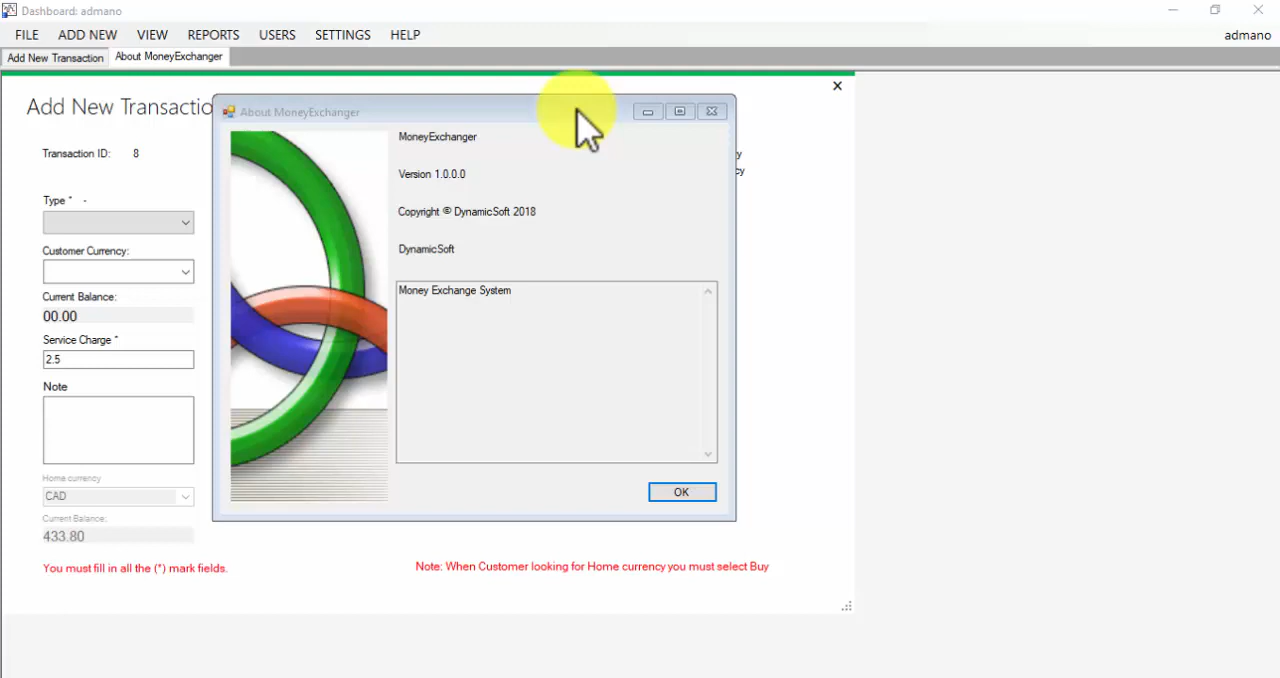 Dashboard: admano
FILE ADD NEW VIEW REPORTS USERS SETTINGS HELP admano
Add New Transaction About MoneyExchanger
Add New Transactio
About MoneyExchanger
Transaction ID: 8
Type * -
Customer Currency:
Current Balance:
00.00
Service Charge *
2.5
Note
Home currency
CAD
Current Balance:
433.80
You must fill in all the (*) mark fields.
MoneyExchanger
Version 1.0.0.0
Copyright © DynamicSoft 2018
DynamicSoft
Money Exchange System
OK
Note: When Customer looking for Home currency you must select Buy